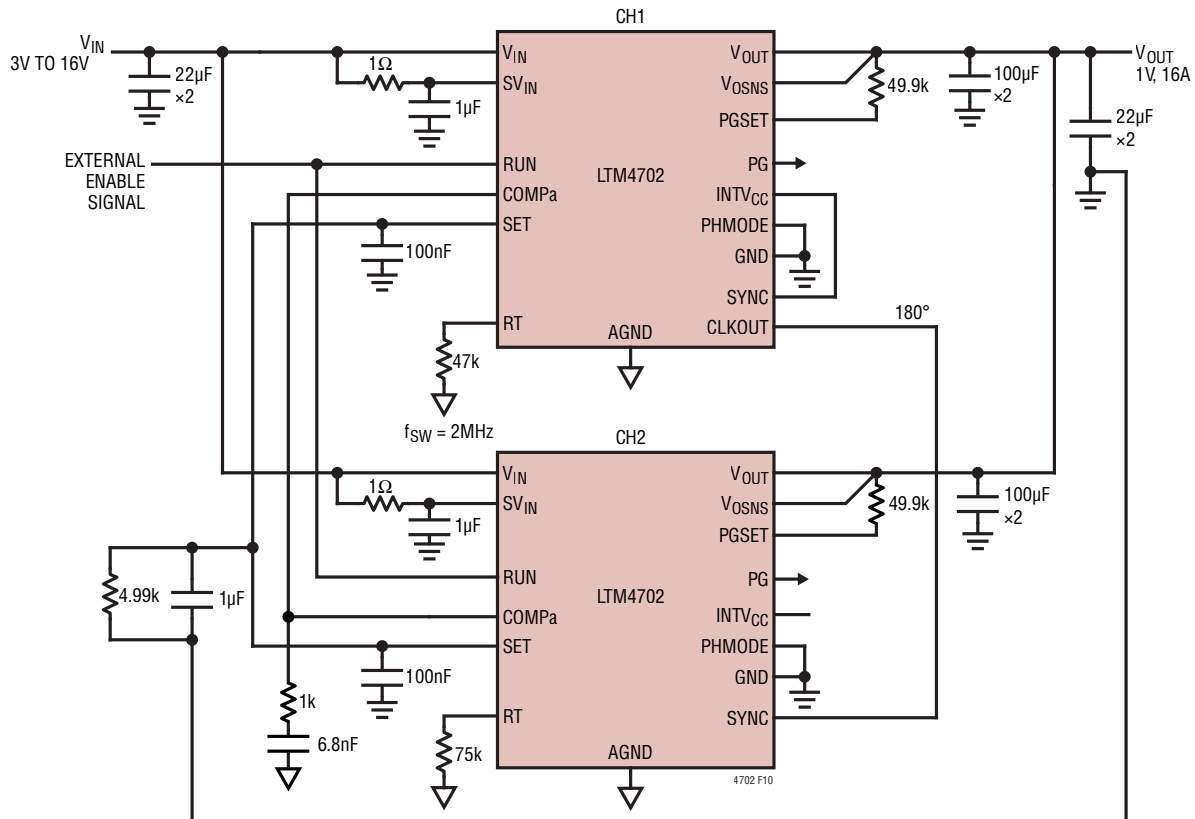 CH1
VIN
3V TO 16V
22µF
×2
1Ω
1µF
VIN
SVIN
RUN
COMPa
SET
RT
LTM4702
AGND
VOUT
VOSNS
PGSET
PG
INTVCC
PHMODE
GND
SYNC
CLKOUT
49.9k
100µF
×2
VOUT
1V, 16A
22µF
×2
EXTERNAL
ENABLE
SIGNAL
100nF
47k
fSW = 2MHz
180°
CH2
1Ω
1µF
VIN
SVIN
RUN
COMPa
SET
RT
LTM4702
AGND
VOUT
VOSNS
PGSET
PG
INTVCC
PHMODE
GND
SYNC
49.9k
100µF
×2
4.99k
1µF
100nF
1k
6.8nF
75k
4702 F10